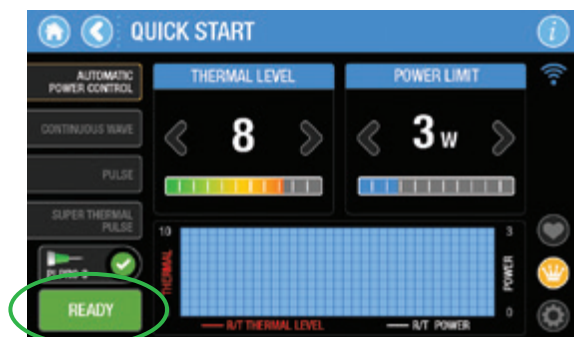 QUICK START
i
AUTOMATIC
POWER CONTROL
CONTINUOUS WAVE
PULSE
SUPER THERMAL
PULSE
READY
THERMAL LEVEL
8
POWER LIMIT
3 w
10
THERMAL
3
POWER
0
R/T THERMAL LEVEL
R/T POWER